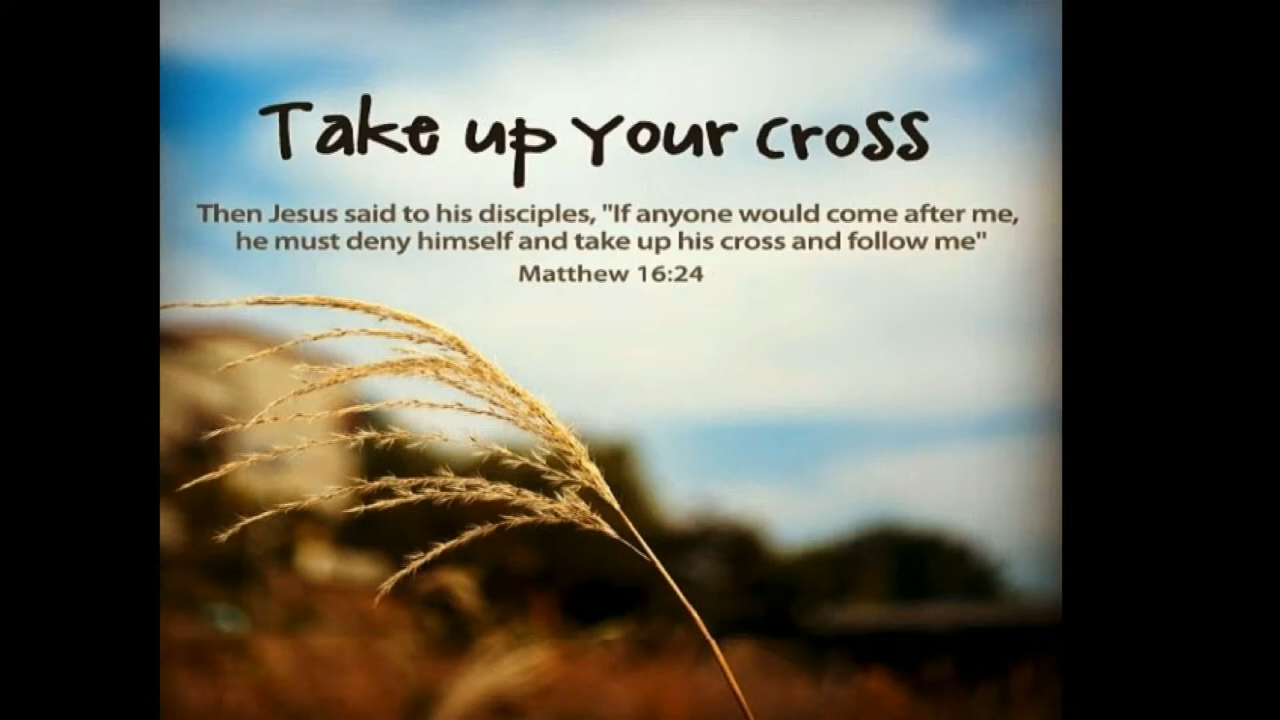 Take up your cross
Then Jesus said to his disciples, "If anyone would come after me,
he must deny himself and take up his cross and follow me"
Matthew 16:24